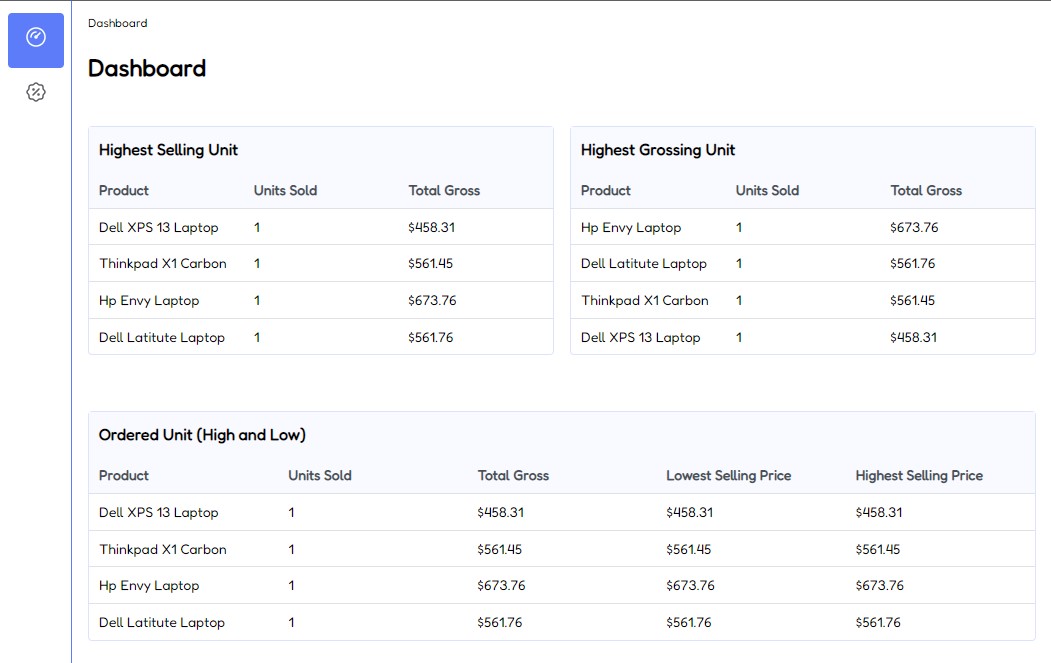 Dashboard
Dashboard
Highest Selling Unit
Product Units Sold Total Gross
Dell XPS 13 Laptop 1 $458.31
Thinkpad X1 Carbon 1 $561.45
Hp Envy Laptop 1 $673.76
Dell Latitute Laptop 1 $561.76
Highest Grossing Unit
Product Units Sold Total Gross
Hp Envy Laptop 1 $673.76
Dell Latitute Laptop 1 $561.76
Thinkpad X1 Carbon 1 $561.45
Dell XPS 13 Laptop 1 $458.31
Ordered Unit (High and Low)
Product Units Sold Total Gross Lowest Selling Price Highest Selling Price
Dell XPS 13 Laptop 1 $458.31 $458.31 $458.31
Thinkpad X1 Carbon 1 $561.45 $561.45 $561.45
Hp Envy Laptop 1 $673.76 $673.76 $673.76
Dell Latitute Laptop 1 $561.76 $561.76 $561.76